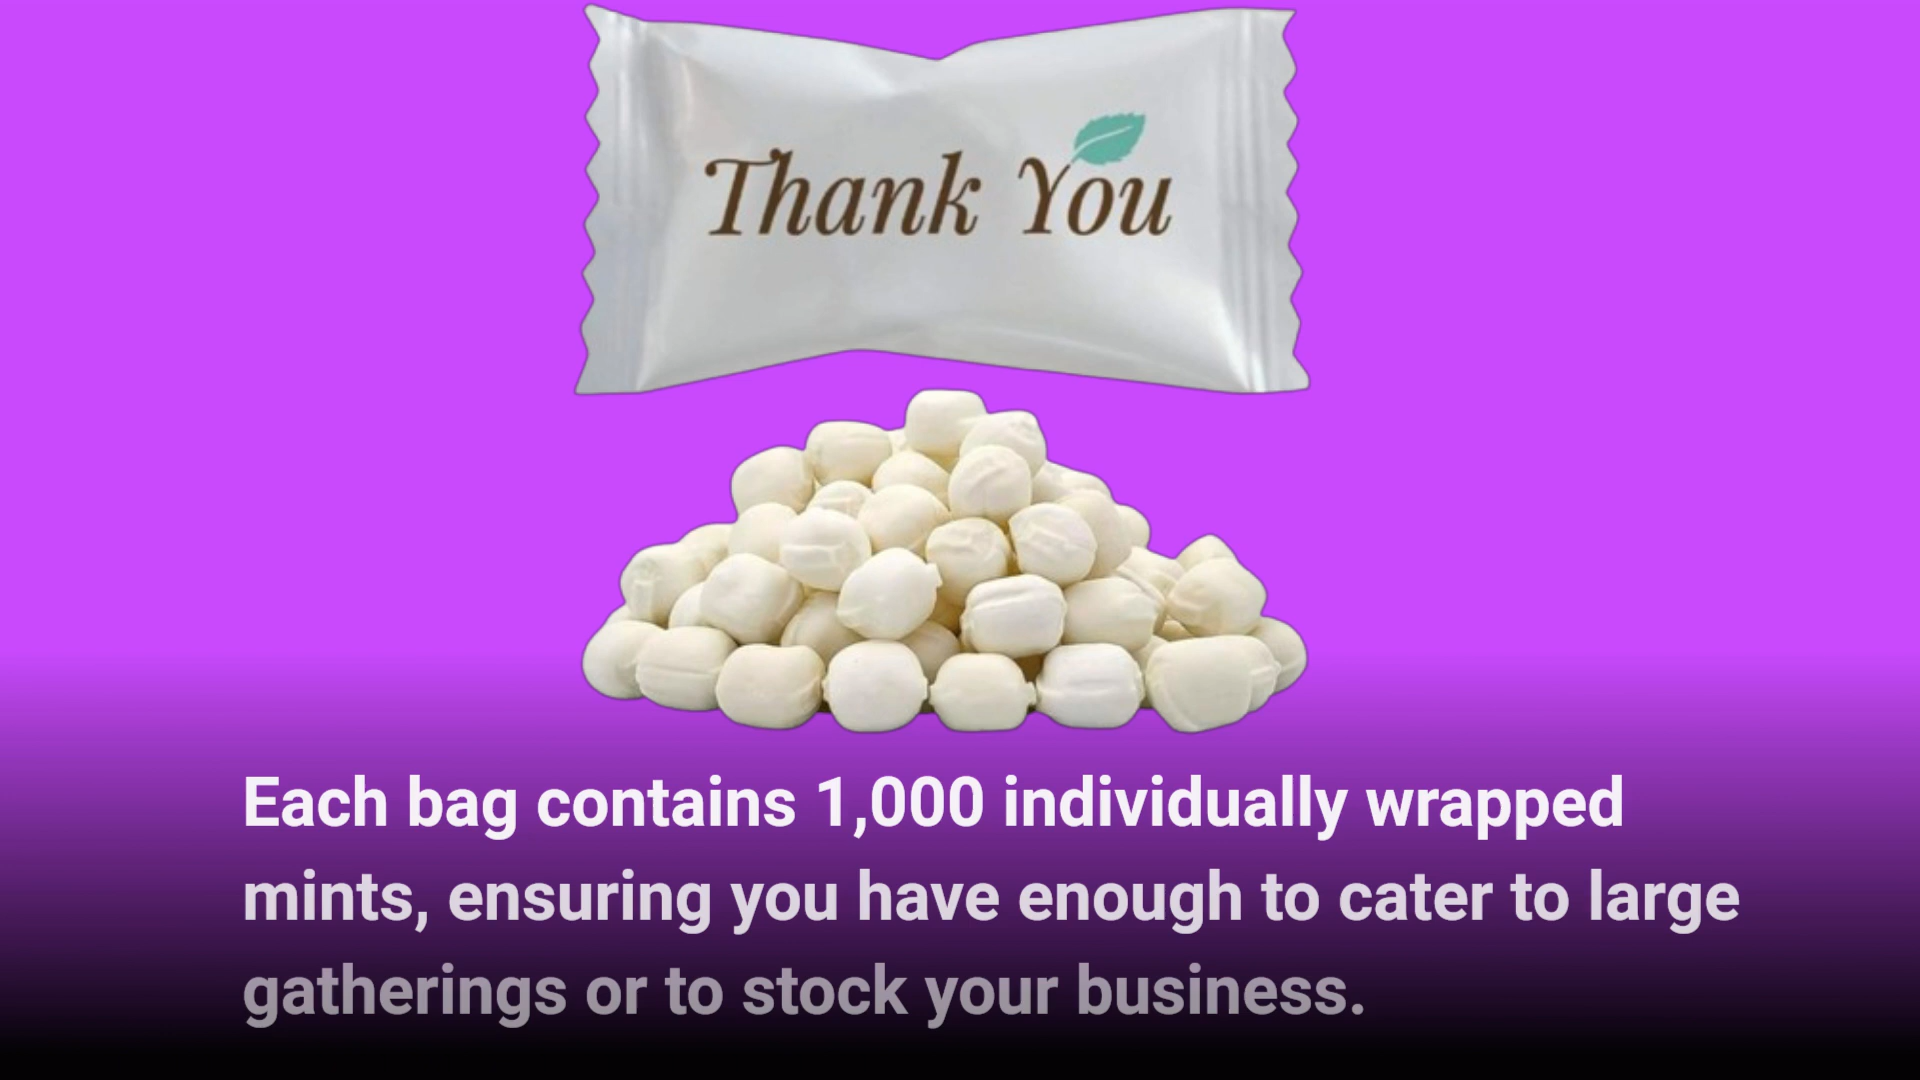 Thank You
Each bag contains 1,000 individually wrapped
mints, ensuring you have enough to cater to large
gatherings or to stock your business.